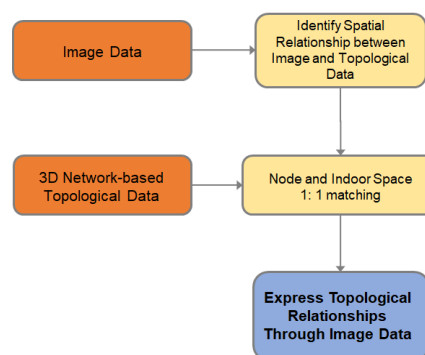 Image Data
Identify Spatial
Relationship between
Image and Topological
Data
3D Network-based
Topological Data
Node and Indoor Space
1: 1 matching
Express Topological
Relationships
Through Image Data